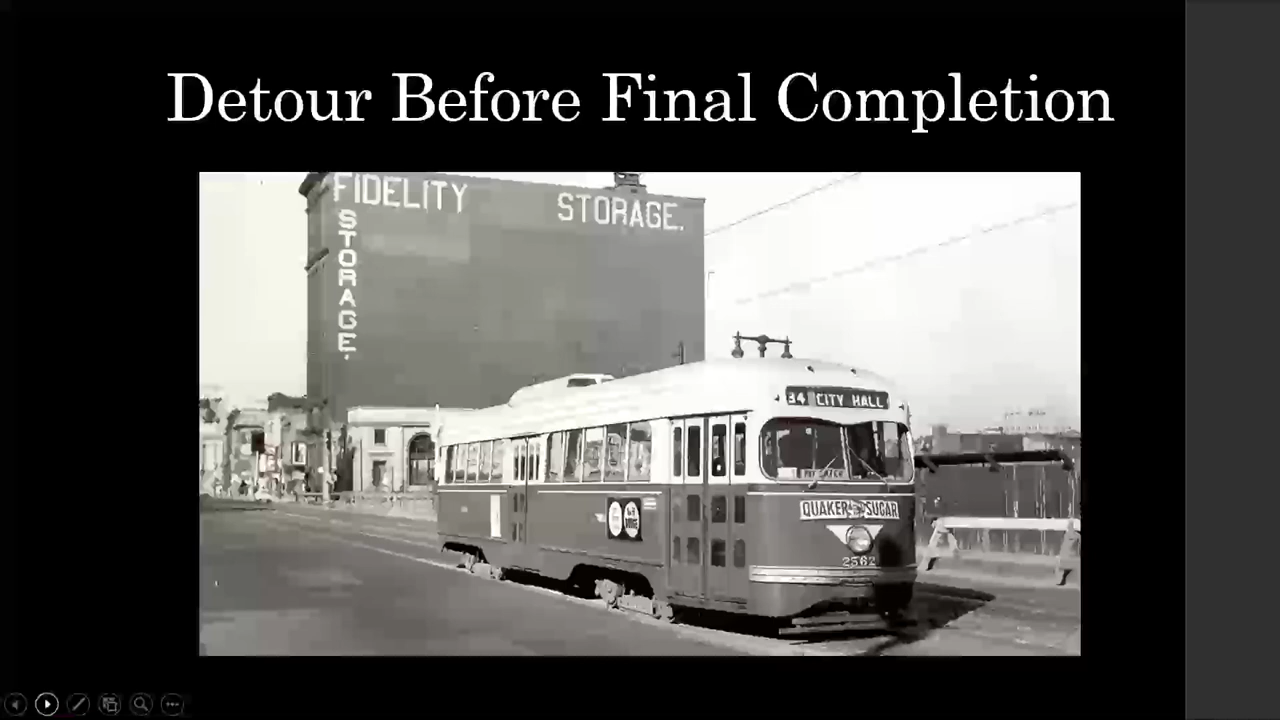 Detour Before Final Completion
FIDELITY STORAGE.
STORAGE.
34 CITY HALL
QUAKER SUGAR
2562